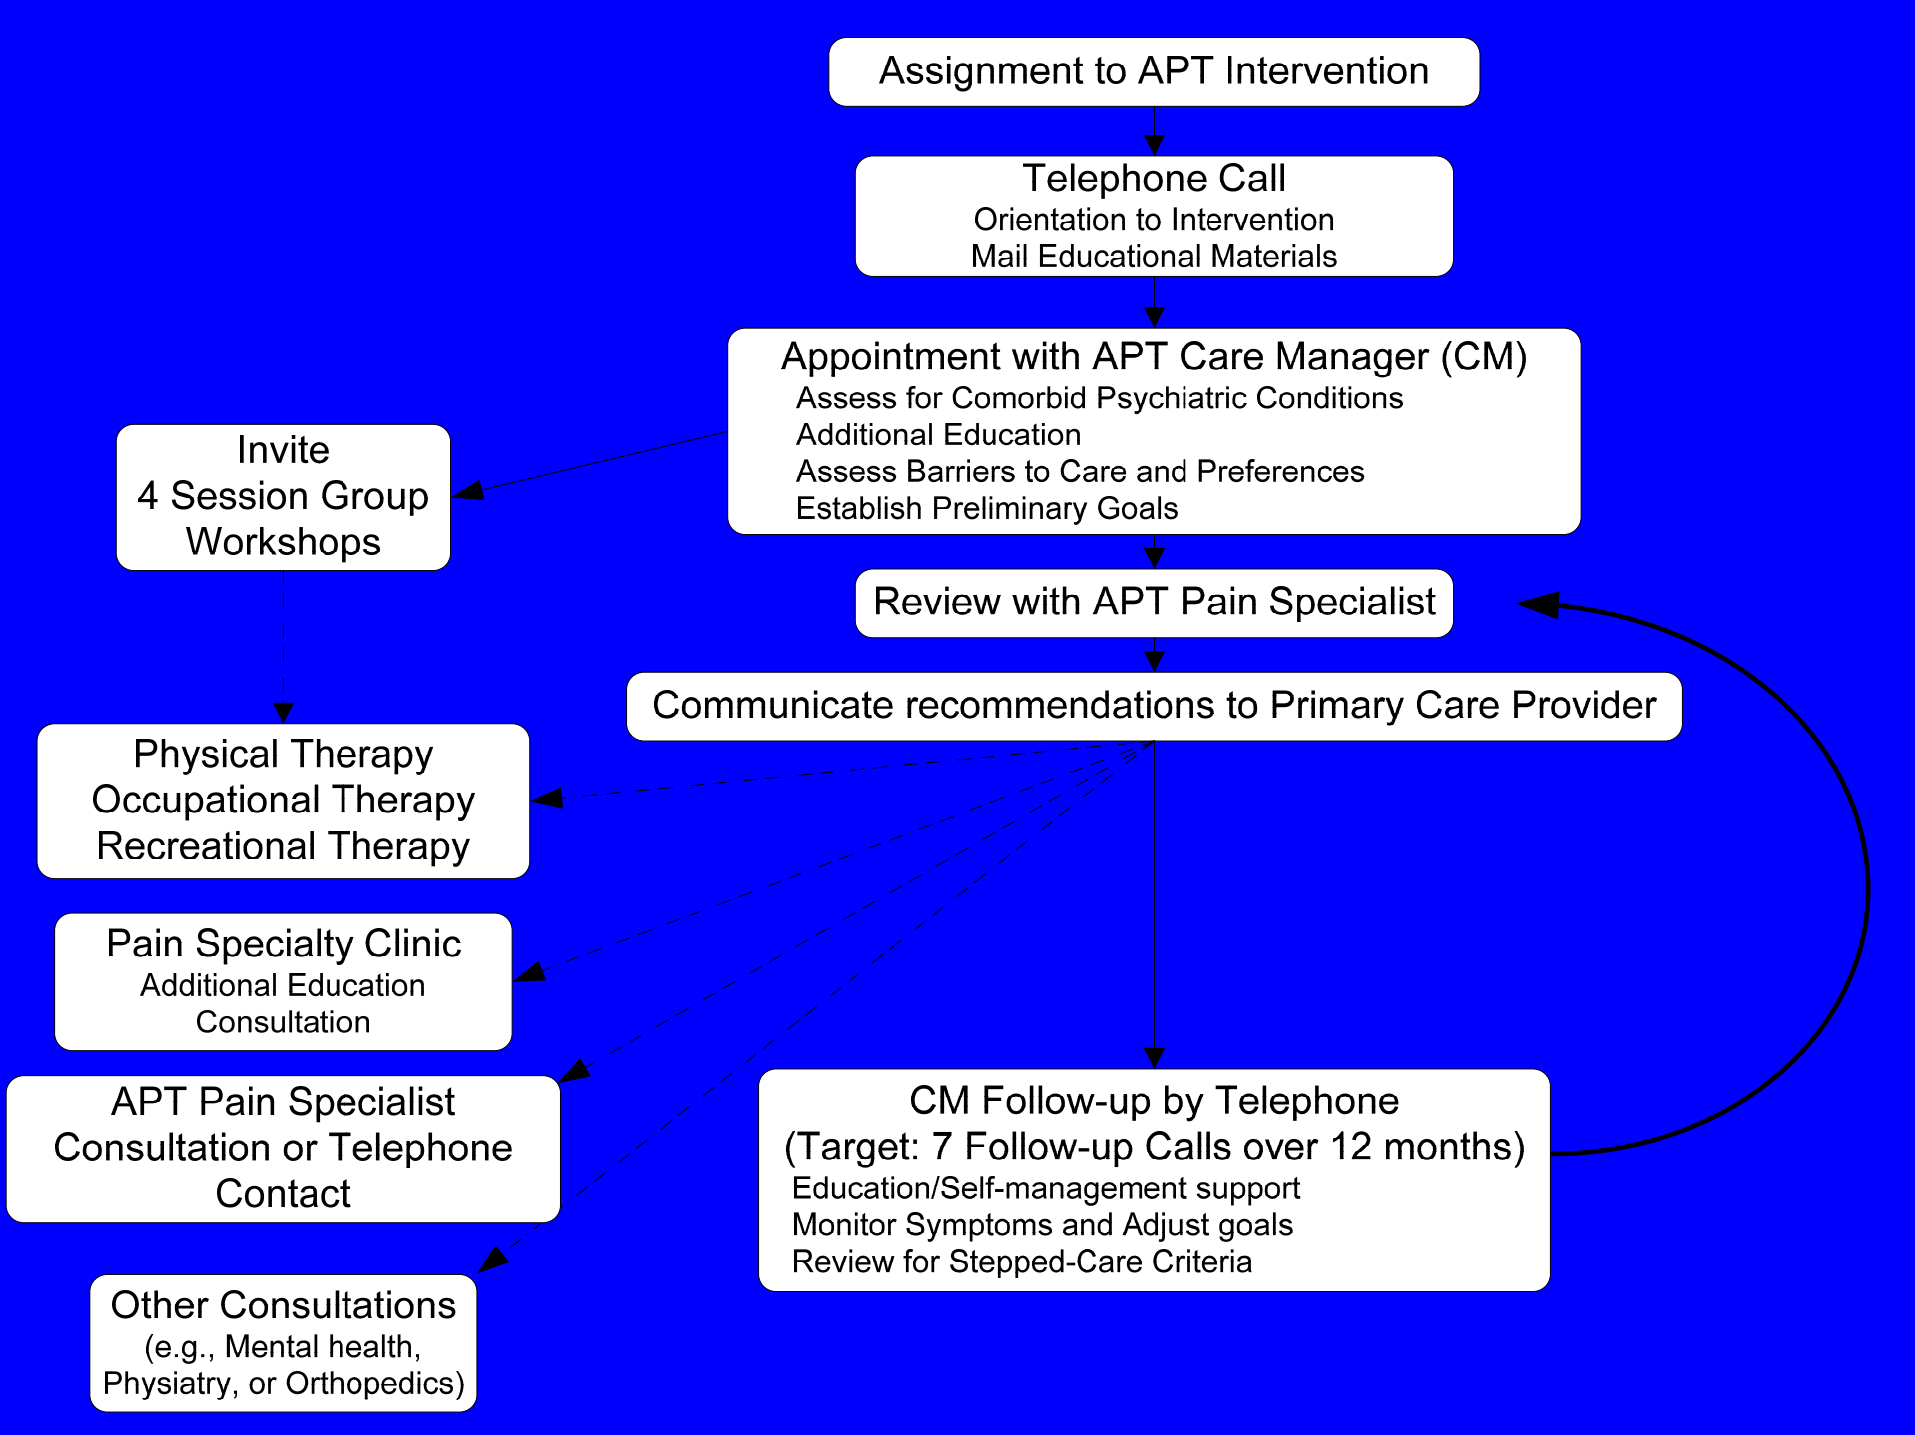 Assignment to APT Intervention
Telephone Call
Orientation to Intervention
Mail Educational Materials
Appointment with APT Care Manager (CM)
Assess for Comorbid Psychiatric Conditions
Additional Education
Assess Barriers to Care and Preferences
Establish Preliminary Goals
Invite
4 Session Group
Workshops
Review with APT Pain Specialist
Communicate recommendations to Primary Care Provider
Physical Therapy
Occupational Therapy
Recreational Therapy
Pain Specialty Clinic
Additional Education
Consultation
APT Pain Specialist
Consultation or Telephone
Contact
Other Consultations
(e.g., Mental health,
Physiatry, or Orthopedics)
CM Follow-up by Telephone
(Target: 7 Follow-up Calls over 12 months)
Education/Self-management support
Monitor Symptoms and Adjust goals
Review for Stepped-Care Criteria